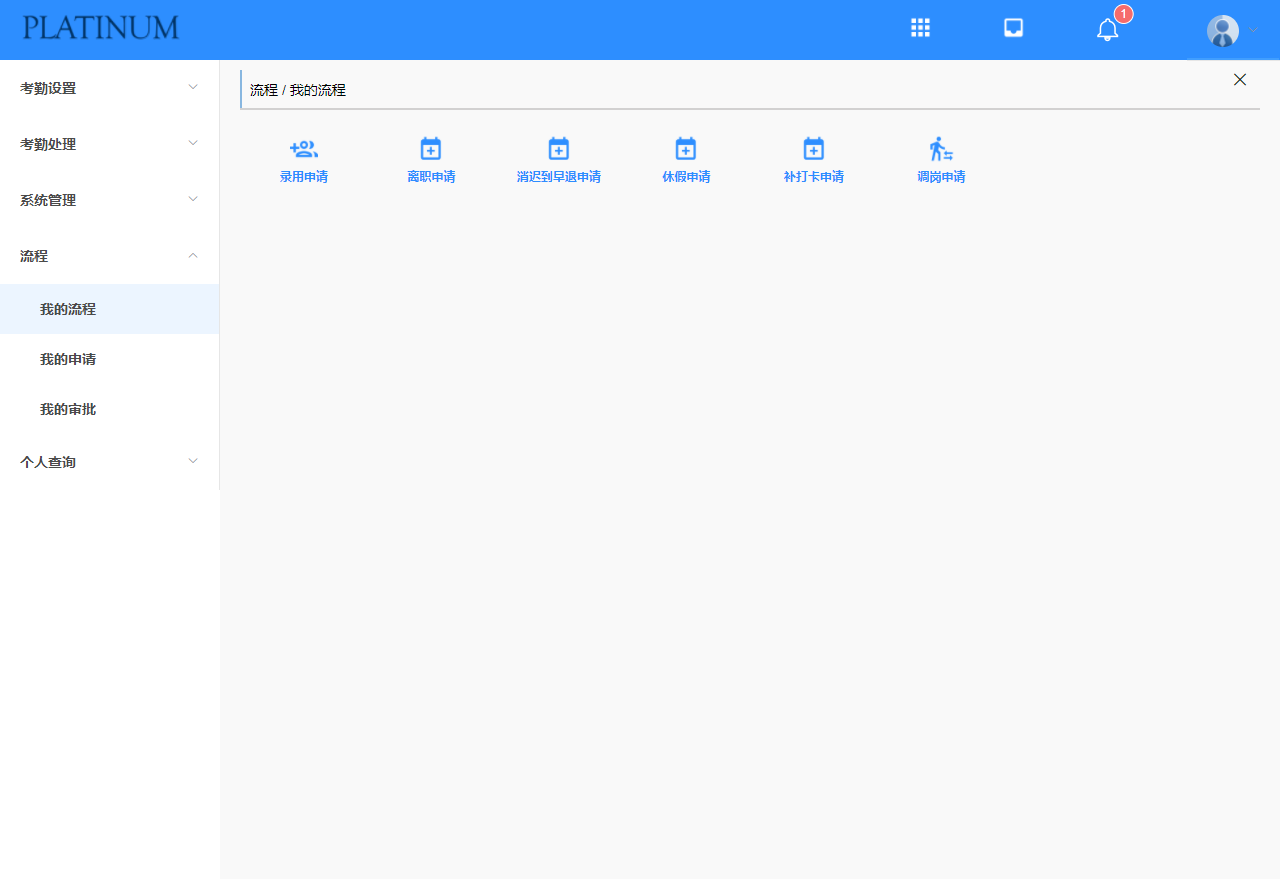 PLATINUM
1
考勤设置
考勤处理
系统管理
流程
我的流程
我的申请
我的审批
个人查询
流程 / 我的流程
录用申请
离职申请
消迟到早退申请
休假申请
补打卡申请
调岗申请